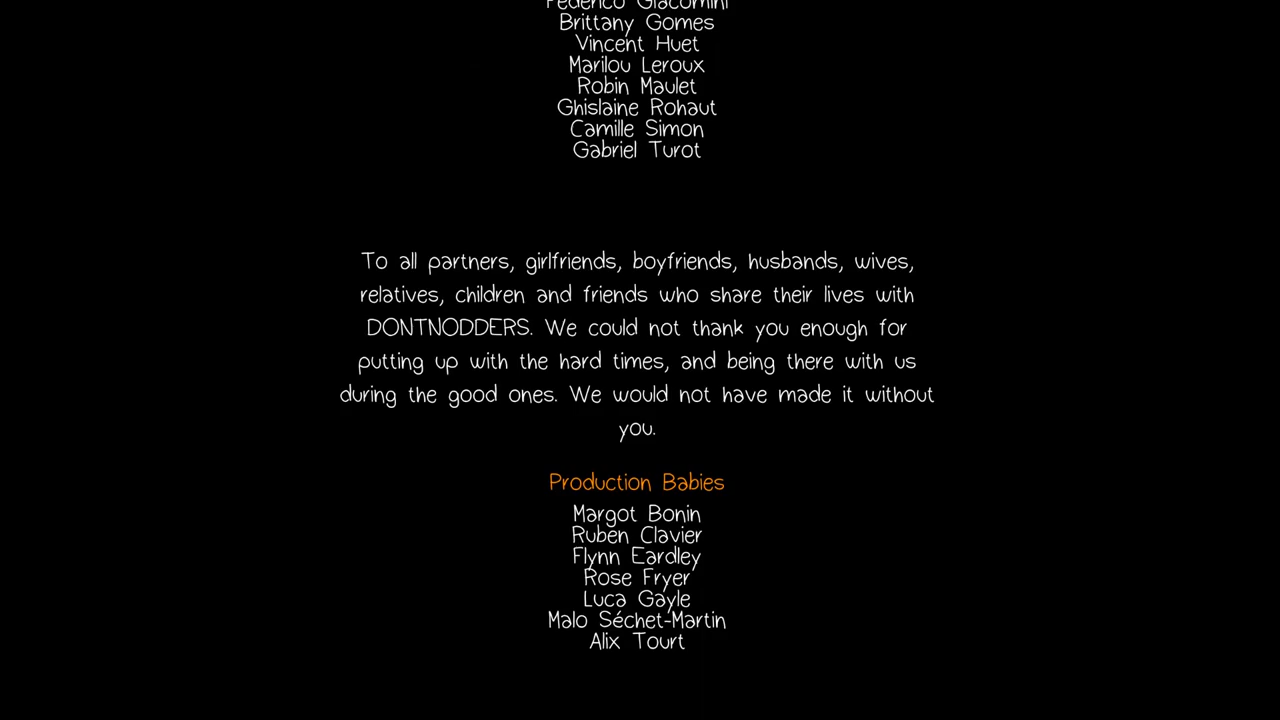 Federico Giacomini
Brittany Gomes
Vincent Huet
Marilou Leroux
Robin Maulet
Ghislaine Rohaut
Camille Simon
Gabriel Turot
To all partners, girlfriends, boyfriends, husbands, wives,
relatives, children and friends who share their lives with
DONTNODDERS. We could not thank you enough for
putting up with the hard times, and being there with us
during the good ones. We would not have made it without
you.
Production Babies
Margot Bonin
Ruben Clavier
Flynn Eardley
Rose Fryer
Luca Gayle
Malo Séchet-Martin
Alix Tourt